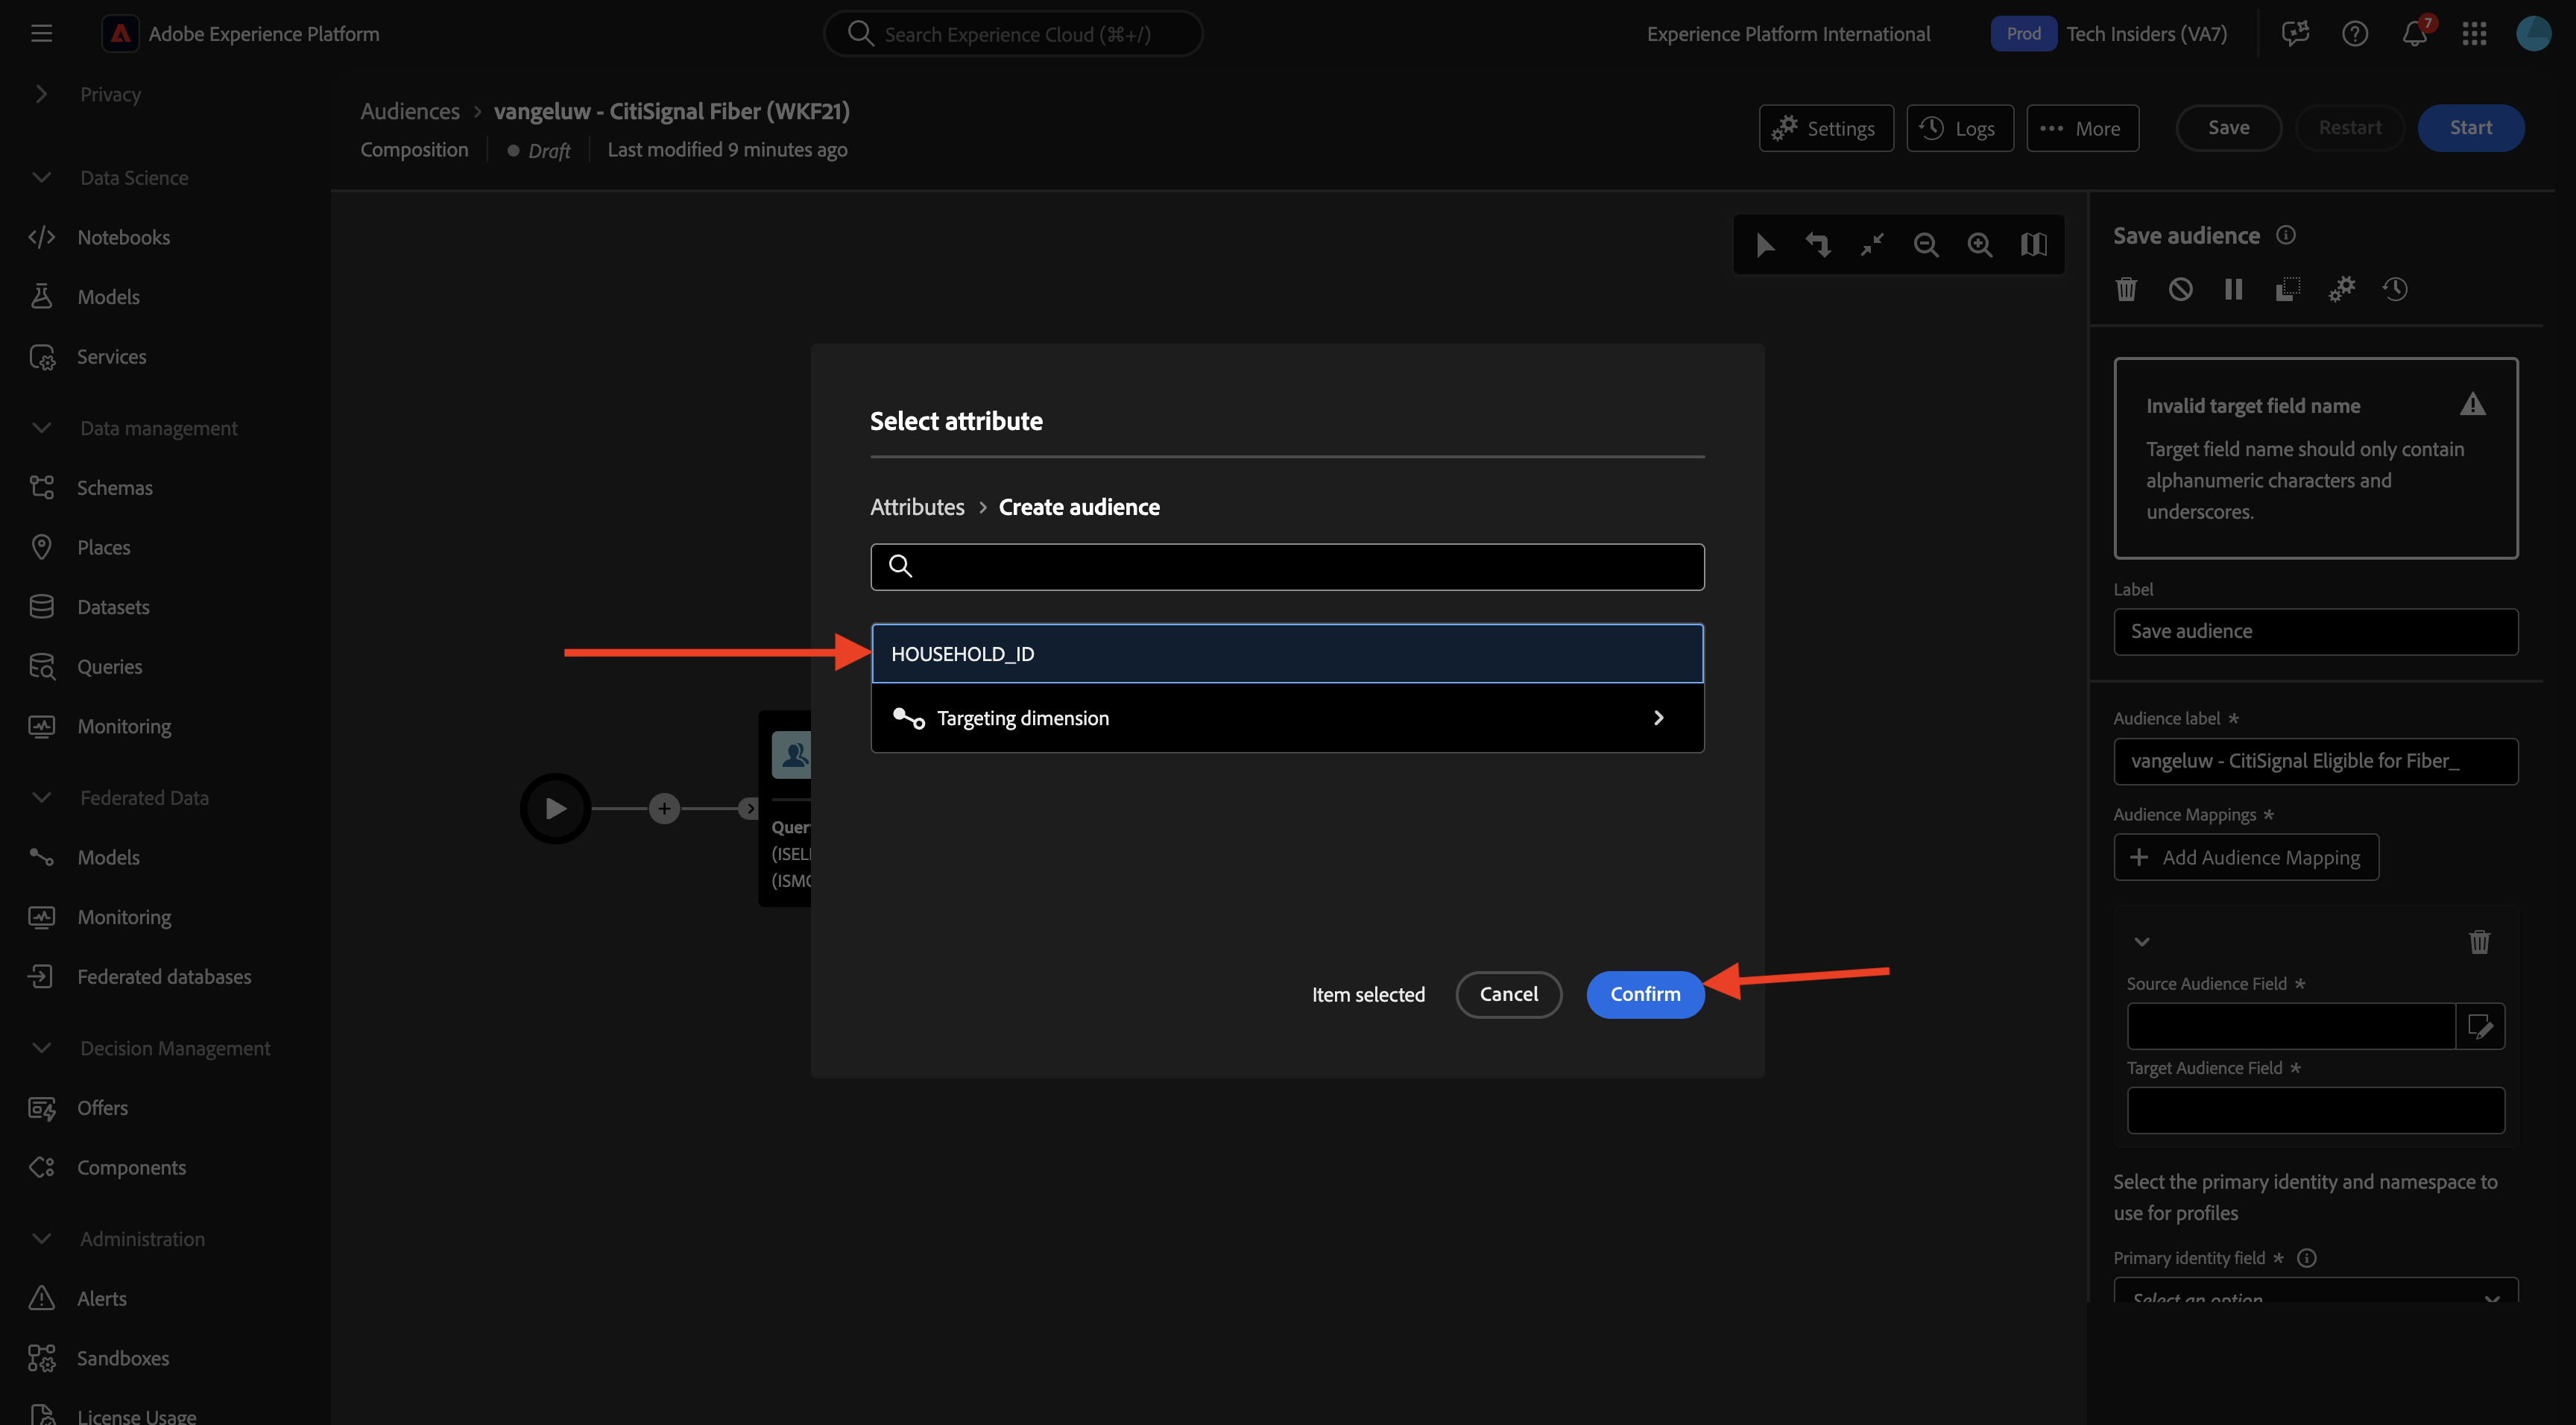 Adobe Experience Platform
Search Experience Cloud (⌘+/)
Experience Platform International
Prod
Tech Insiders (VA7)
7
Privacy
Data Science
Notebooks
Models
Services
Data management
Schemas
Places
Datasets
Queries
Monitoring
Federated Data
Models
Monitoring
Federated databases
Decision Management
Offers
Components
Administration
Alerts
Sandboxes
License Usage
Audiences > vangeluw - CitiSignal Fiber (WKF21)
Composition
Draft
Last modified 9 minutes ago
Settings
Logs
More
Save
Restart
Start
Quer
(ISELI
(ISMO
Select attribute
Attributes > Create audience
HOUSEHOLD_ID
Targeting dimension
Item selected
Cancel
Confirm
Save audience
Invalid target field name
Target field name should only contain
alphanumeric characters and
underscores.
Label
Save audience
Audience label *
vangeluw - CitiSignal Eligible for Fiber_
Audience Mappings *
+ Add Audience Mapping
Source Audience Field *
Target Audience Field *
Select the primary identity and namespace to
use for profiles
Primary identity field *
Select an option